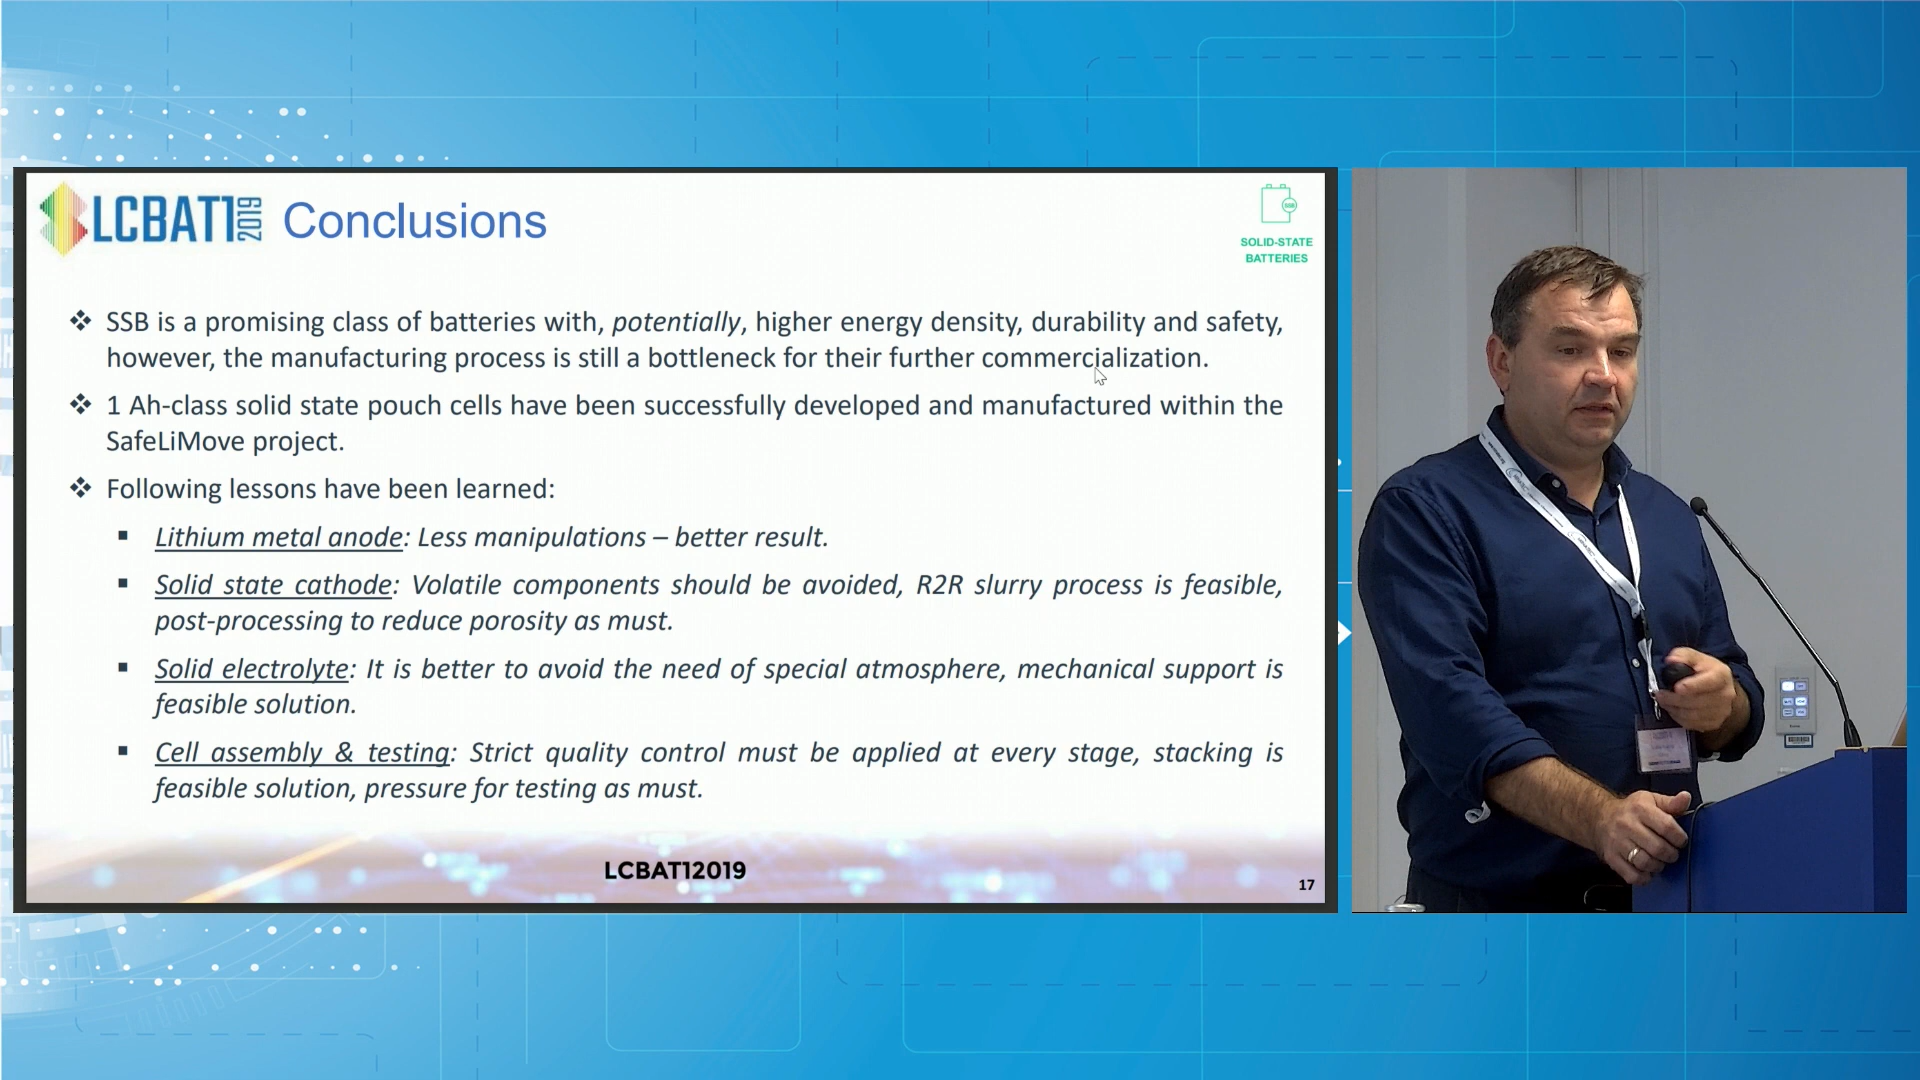 LCBAT1 2019
Conclusions
SSB
SOLID-STATE
BATTERIES
❖ SSB is a promising class of batteries with, potentially, higher energy density, durability and safety,
however, the manufacturing process is still a bottleneck for their further commercialization.
❖ 1 Ah-class solid state pouch cells have been successfully developed and manufactured within the
SafeLiMove project.
❖ Following lessons have been learned:
▪ Lithium metal anode: Less manipulations – better result.
▪ Solid state cathode: Volatile components should be avoided, R2R slurry process is feasible,
post-processing to reduce porosity as must.
▪ Solid electrolyte: It is better to avoid the need of special atmosphere, mechanical support is
feasible solution.
▪ Cell assembly & testing: Strict quality control must be applied at every stage, stacking is
feasible solution, pressure for testing as must.
LCBAT12019
17